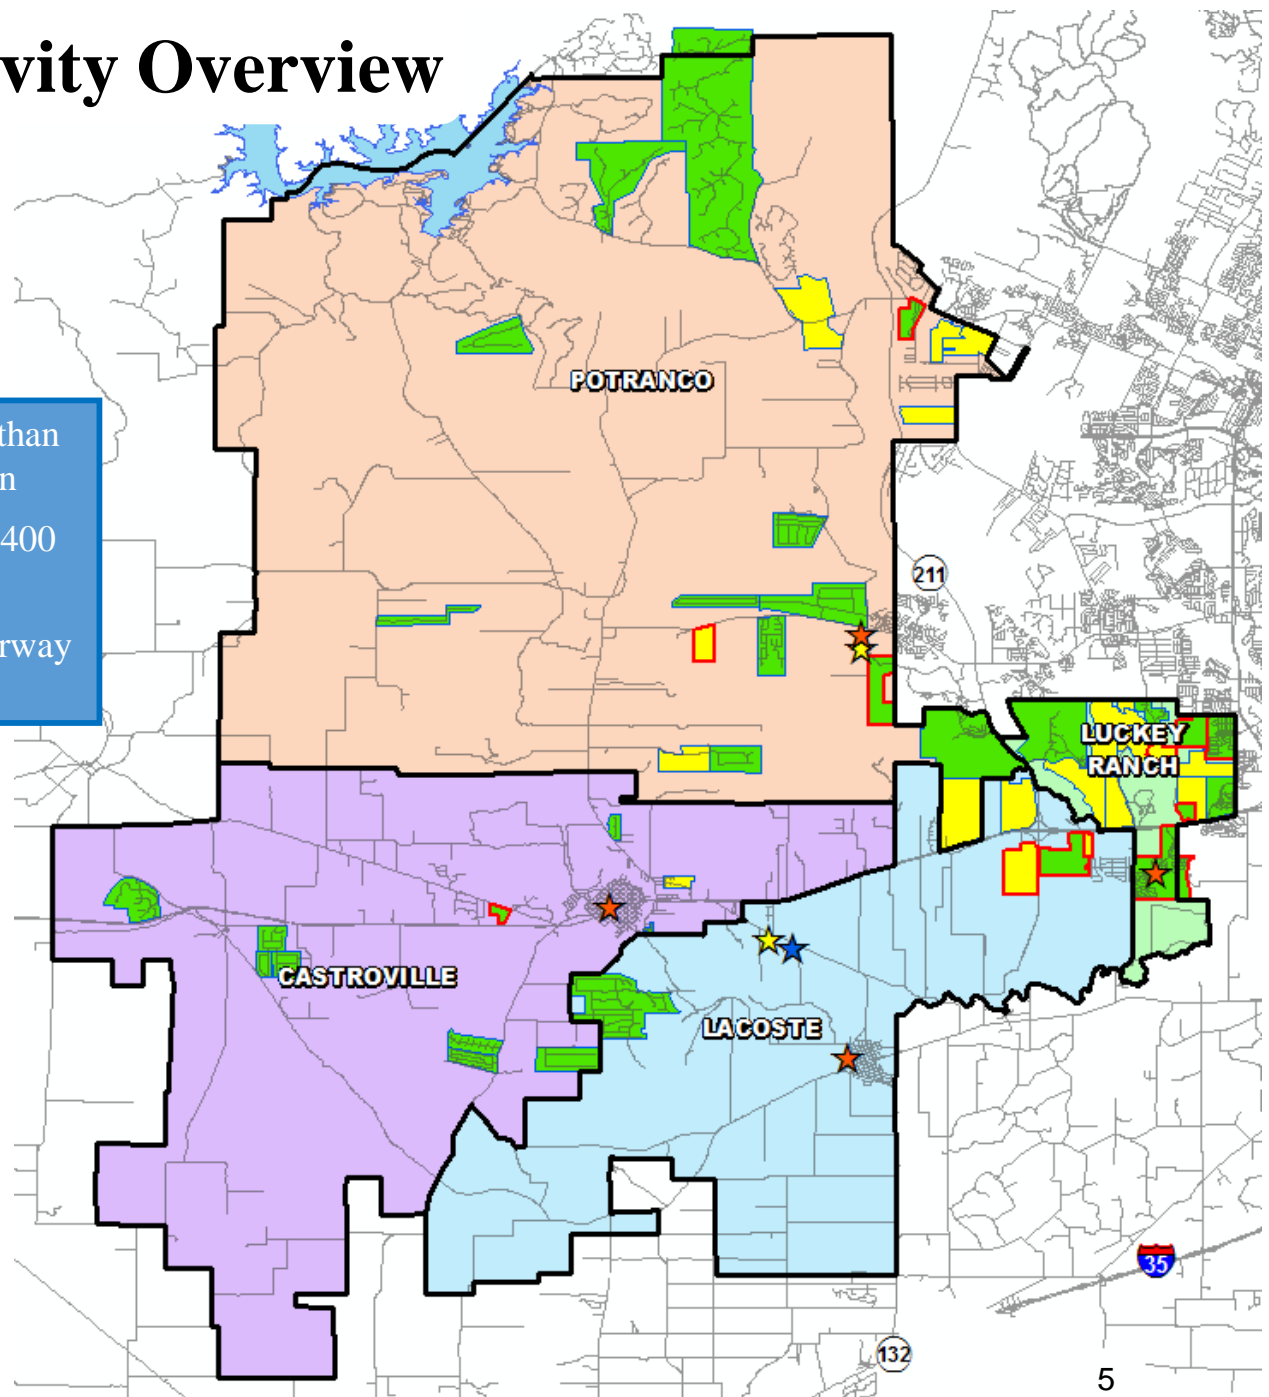 vity Overview
than
n
400
rway
POTRANCO
211
LUCKEY
RANCH
CASTROVILLE
LACOSTE
35
132
5